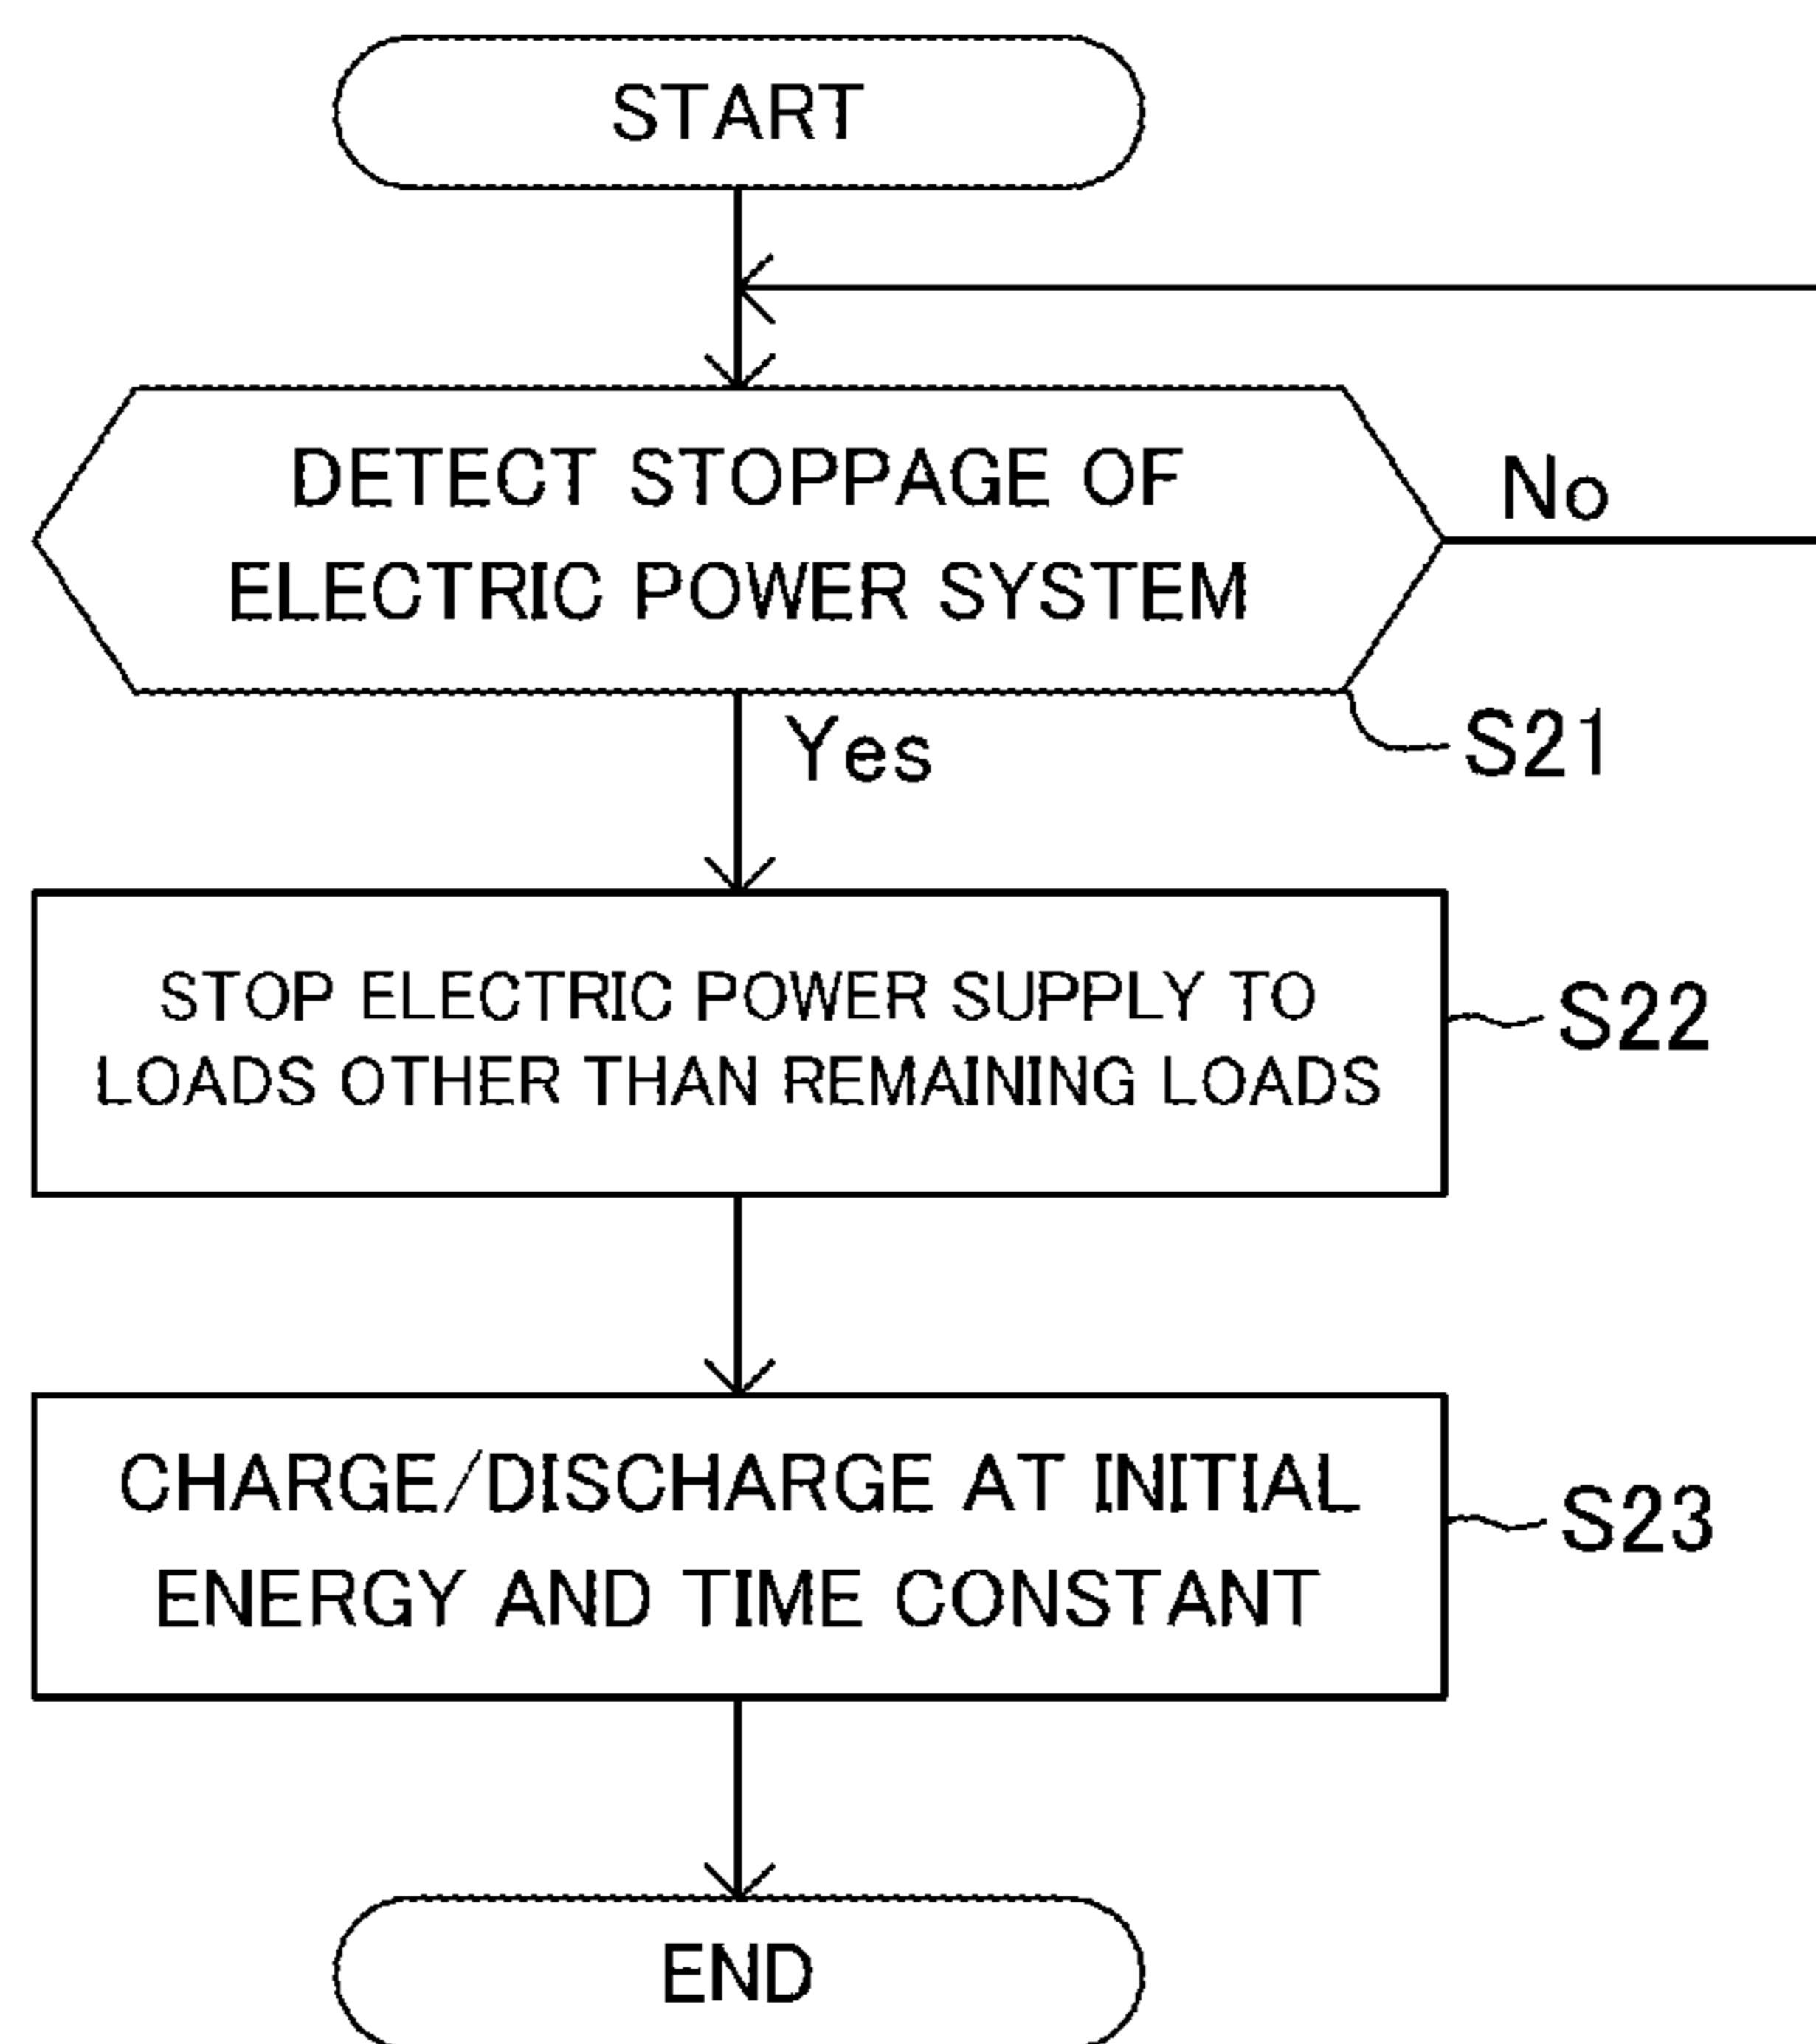 START
DETECT STOPPAGE OF
ELECTRIC POWER SYSTEM
No
Yes
S21
STOP ELECTRIC POWER SUPPLY TO
LOADS OTHER THAN REMAINING LOADS
S22
CHARGE/DISCHARGE AT INITIAL
ENERGY AND TIME CONSTANT
S23
END